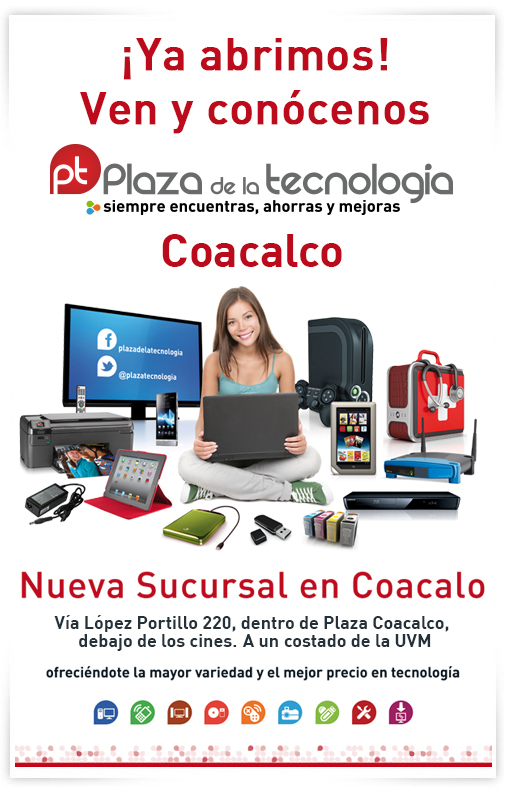 ¡Ya abrimos!
Ven y conócenos
pt Plaza de la tecnología
siempre encuentras, ahorras y mejoras
Coacalco
plazadelatecnologia
@plazatecnologia
Nueva Sucursal en Coacalo
Vía López Portillo 220, dentro de Plaza Coacalco,
debajo de los cines. A un costado de la UVM
ofreciéndote la mayor variedad y el mejor precio en tecnología